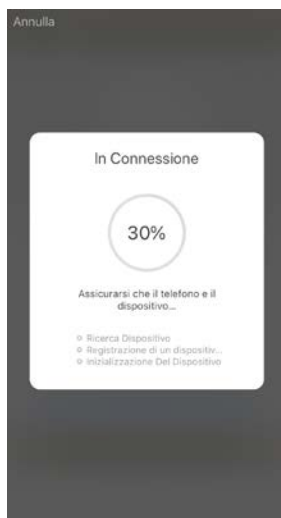 Annulla
In Connessione
30%
Assicurarsi che il telefono e il
dispositivo...
Ricerca Dispositivo
Registrazione di un dispositiv...
Inizializzazione Del Dispositivo